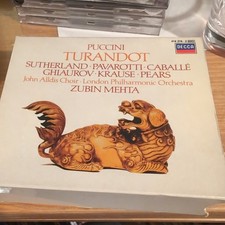 PUCCINI
DECCA
TURANDOT
SUTHERLAND·PAVAROTTI·CABALLÉ
GHIAUROV·KRAUSE·PEARS
John Alldis Choir·London Philharmonic Orchestra
ZUBIN MEHTA